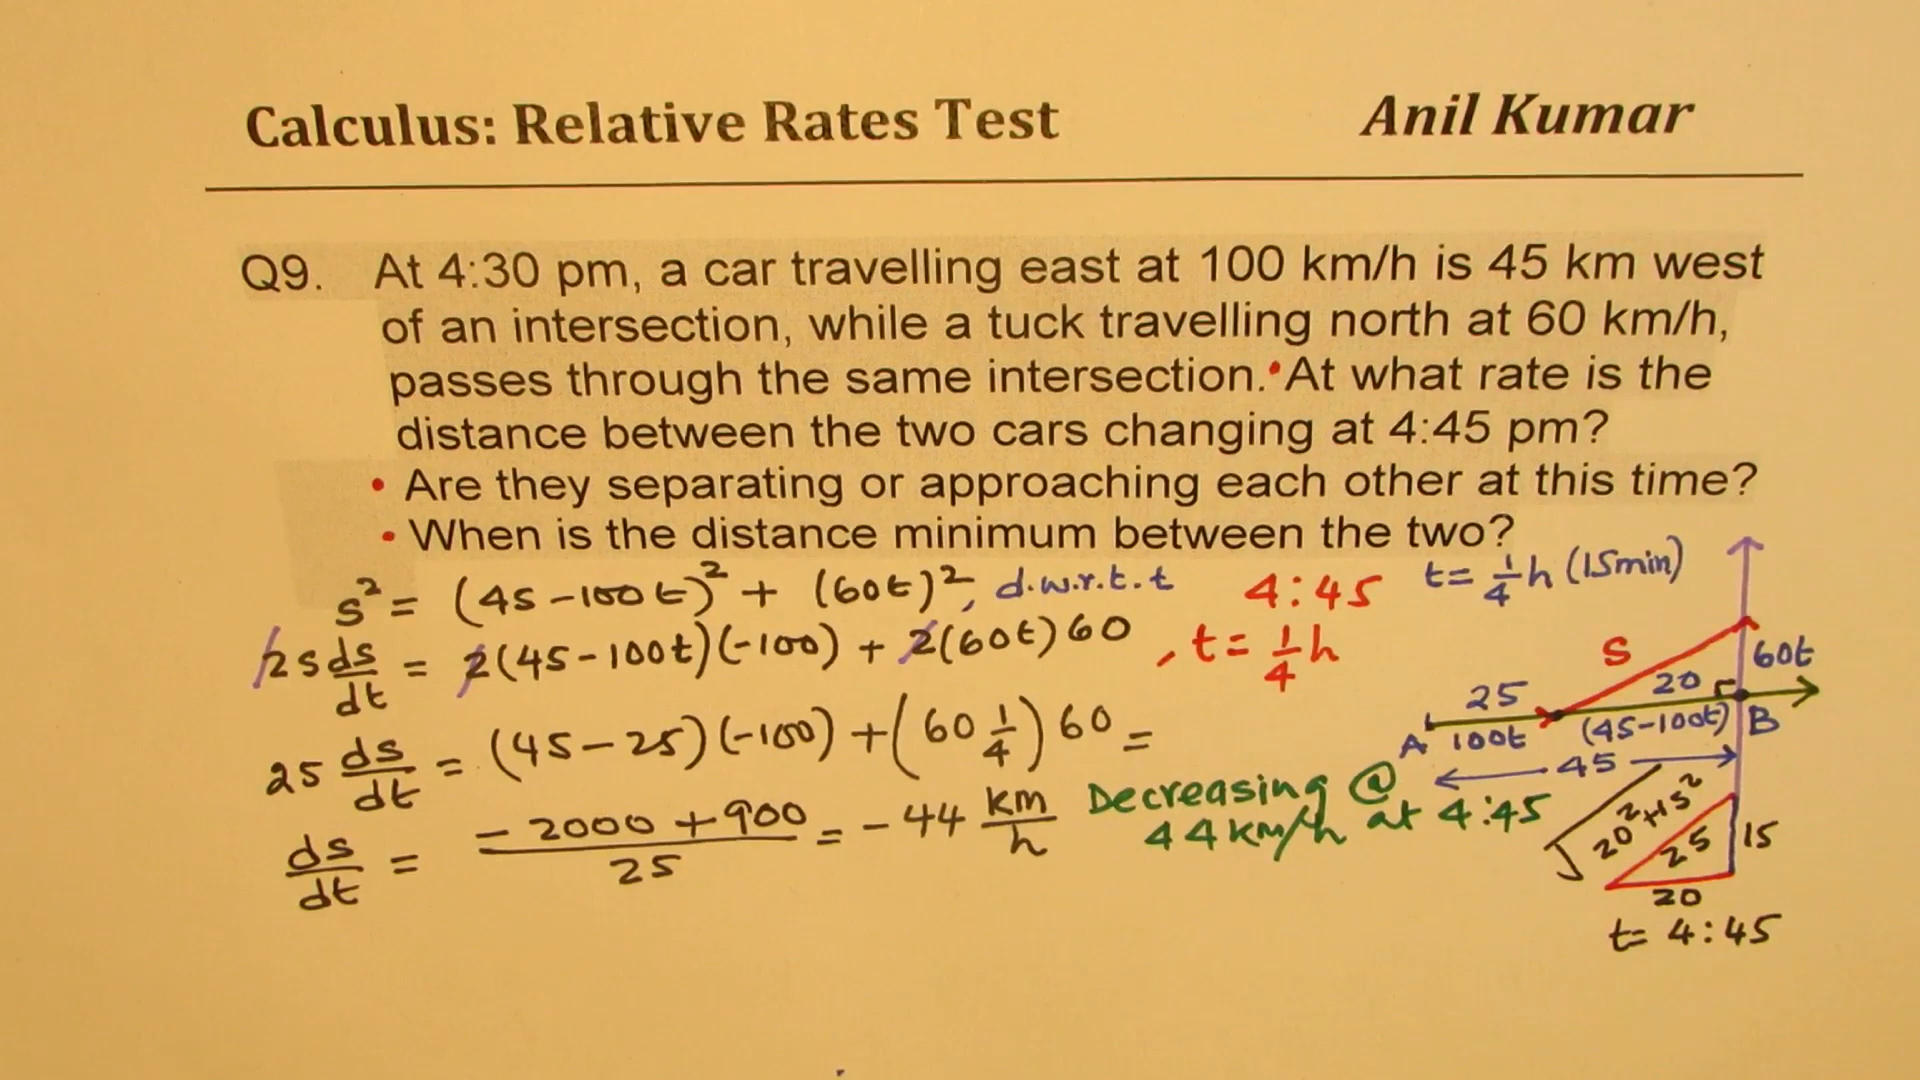 Calculus: Relative Rates Test Anil Kumar
Q9. At 4:30 pm, a car travelling east at 100 km/h is 45 km west
of an intersection, while a tuck travelling north at 60 km/h,
passes through the same intersection. • At what rate is the
distance between the two cars changing at 4:45 pm?
• Are they separating or approaching each other at this time?
• When is the distance minimum between the two?
s² = (45 - 100t)² + (60t)², d.w.r.t.t
4:45
t = 1/4 h (15min)
2s ds/dt = 2(45 - 100t)(-100) + 2(60t)60, t = 1/4 h
25 ds/dt = (45 - 25)(-100) + (60 1/4)60 =
ds/dt = (-2000 + 900)/25 = -44 km/h
Decreasing @
44 km/h at 4:45
S
60t
25
20
A
100t
(45-100t)
B
45
√20²+15²
25
15
20
t= 4:45